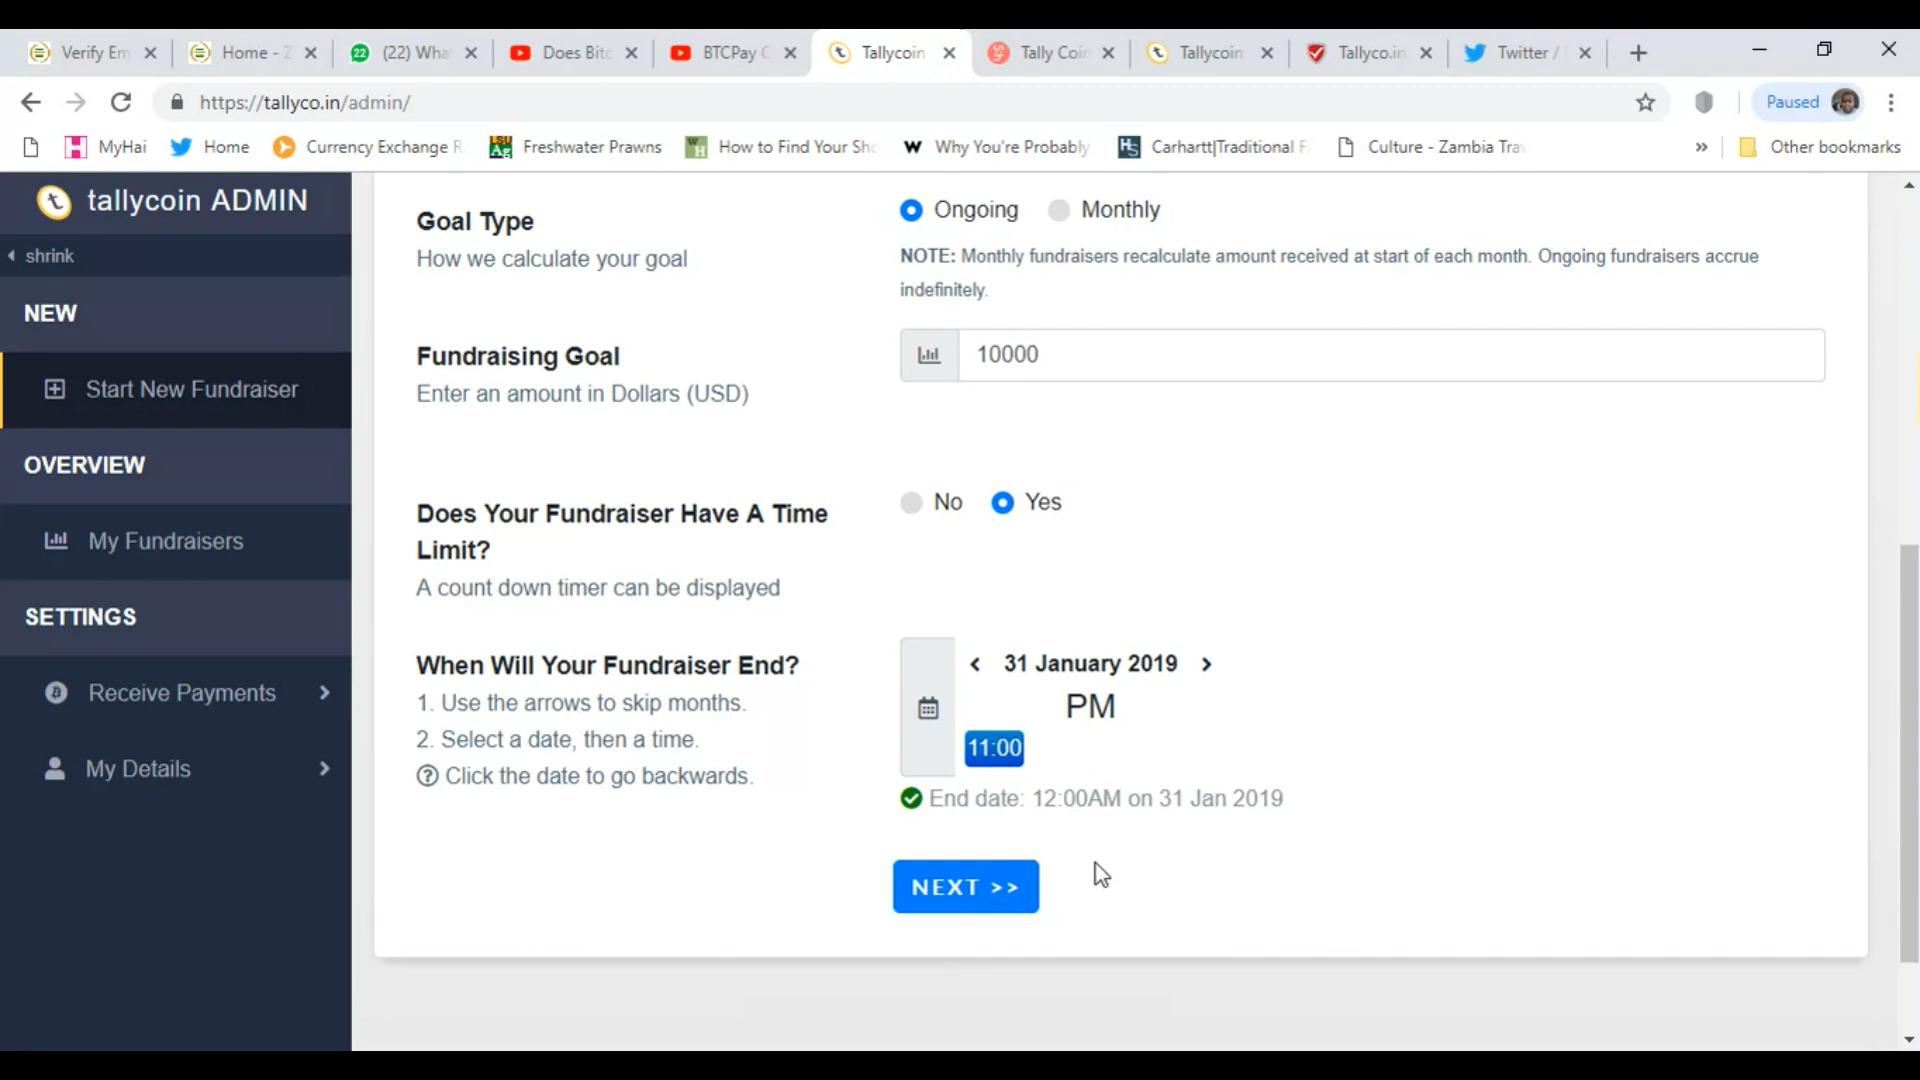 Verify Em
Home - Z
(22) Wha
Does Bitc
BTCPay C
Tallycoin
Tally Coin
Tallycoin
Tallyco.in
Twitter /
https://tallyco.in/admin/
Paused
MyHai
Home
Currency Exchange R
Freshwater Prawns
How to Find Your Sho
Why You're Probably
Carhartt|Traditional F
Culture - Zambia Trav
»
Other bookmarks
tallycoin ADMIN
shrink
NEW
Start New Fundraiser
OVERVIEW
My Fundraisers
SETTINGS
Receive Payments
My Details
Goal Type
How we calculate your goal
Ongoing
Monthly
NOTE: Monthly fundraisers recalculate amount received at start of each month. Ongoing fundraisers accrue
indefinitely.
Fundraising Goal
Enter an amount in Dollars (USD)
10000
Does Your Fundraiser Have A Time
Limit?
A count down timer can be displayed
No
Yes
When Will Your Fundraiser End?
1. Use the arrows to skip months.
2. Select a date, then a time.
Click the date to go backwards.
31 January 2019
PM
11:00
End date: 12:00AM on 31 Jan 2019
NEXT >>